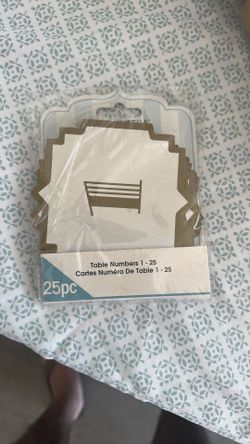 Table Numbers 1 - 25
Cartes Numéro De Table 1 - 25
25pc